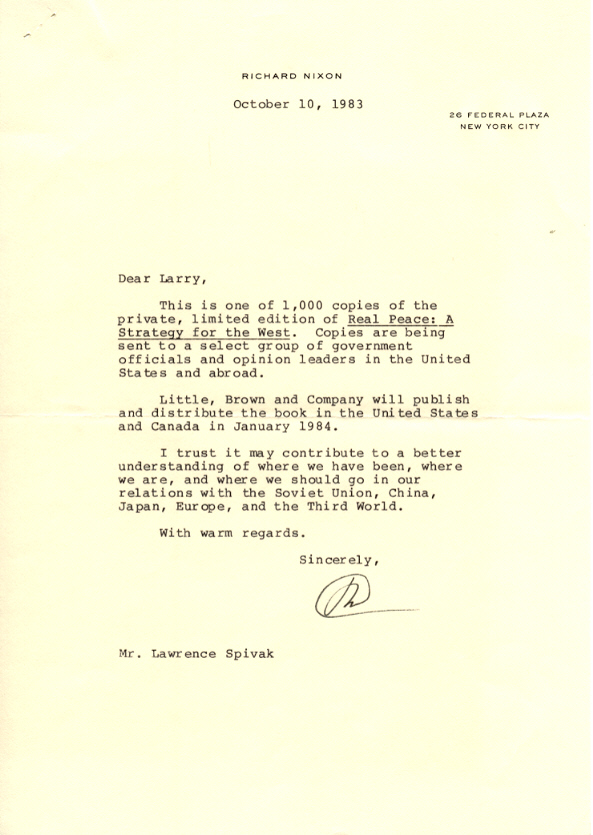 RICHARD NIXON
October 10, 1983
26 FEDERAL PLAZA
NEW YORK CITY
Dear Larry,
This is one of 1,000 copies of the
private, limited edition of Real Peace: A
Strategy for the West. Copies are being
sent to a select group of government
officials and opinion leaders in the United
States and abroad.
Little, Brown and Company will publish
and distribute the book in the United States
and Canada in January 1984.
I trust it may contribute to a better
understanding of where we have been, where
we are, and where we should go in our
relations with the Soviet Union, China,
Japan, Europe, and the Third World.
With warm regards.
Sincerely,
Mr. Lawrence Spivak